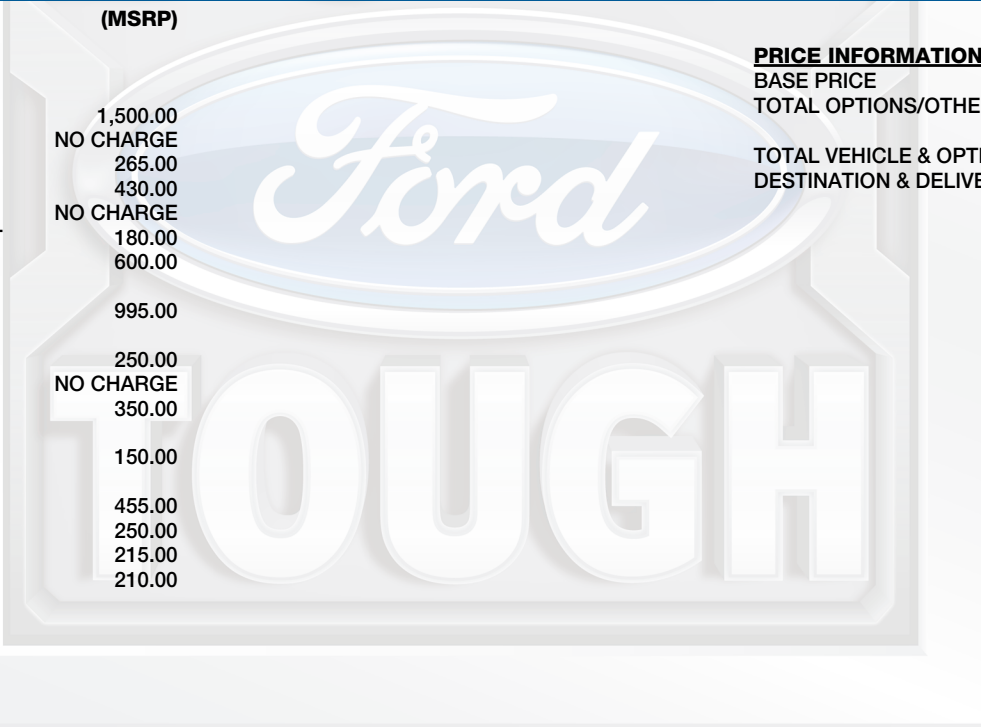 (MSRP)
1,500.00
NO CHARGE
265.00
430.00
NO CHARGE
180.00
600.00
995.00
250.00
NO CHARGE
350.00
150.00
455.00
250.00
215.00
210.00
PRICE INFORMATION
BASE PRICE
TOTAL OPTIONS/OTHE
TOTAL VEHICLE & OPTI
DESTINATION & DELIVE
Ford
TOUGH